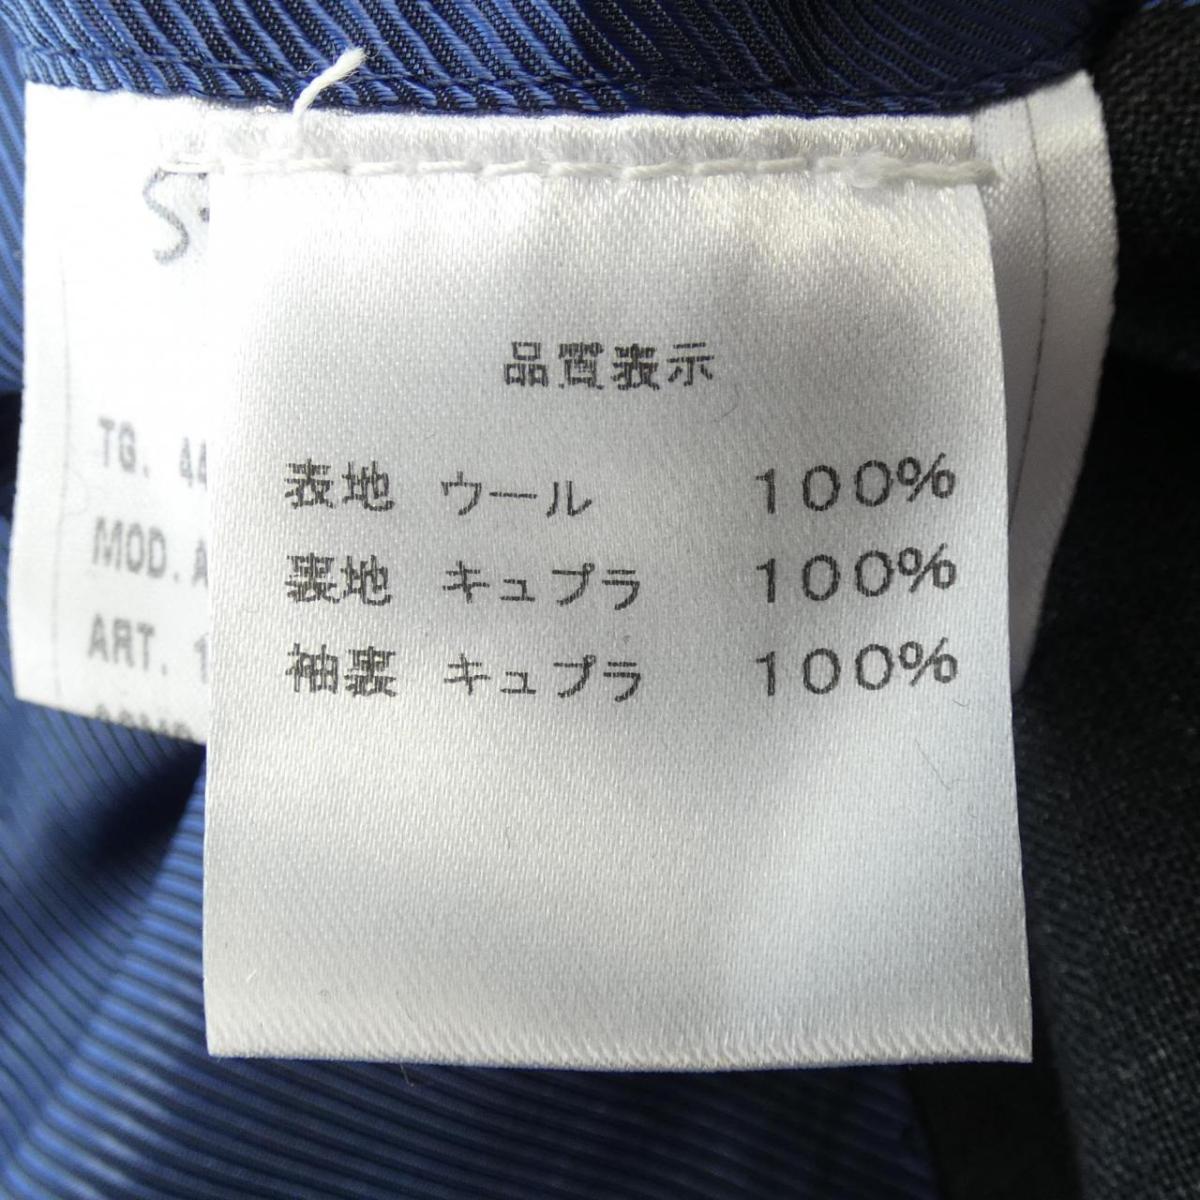 品質表示
表地 ウール 100%
裏地 キュプラ 100%
袖裏 キュプラ 100%
TG. 44
MOD. A
ART. 1